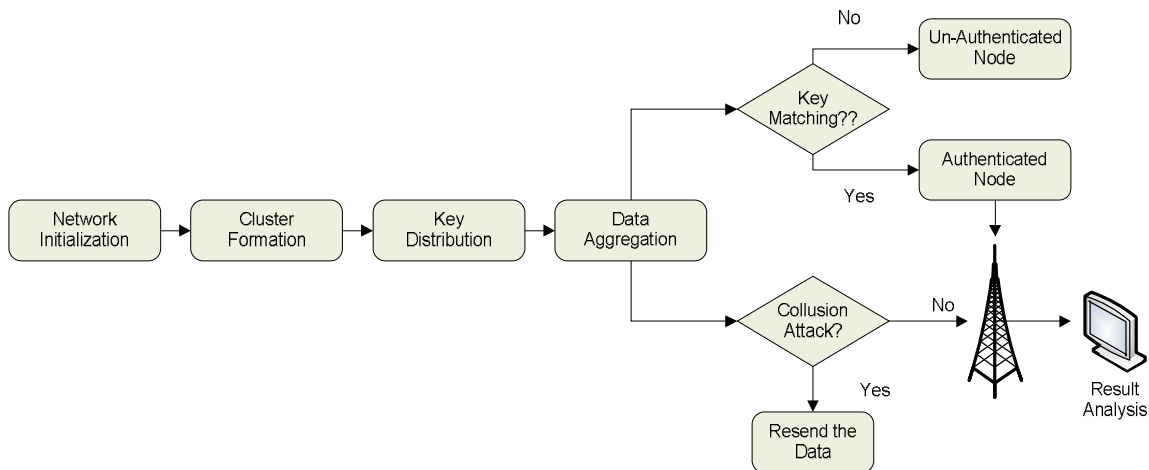 Network
Initialization
Cluster
Formation
Key
Distribution
Data
Aggregation
Key
Matching??
No
Un-Authenticated
Node
Yes
Authenticated
Node
Collusion
Attack?
No
Yes
Resend the
Data
Result
Analysis